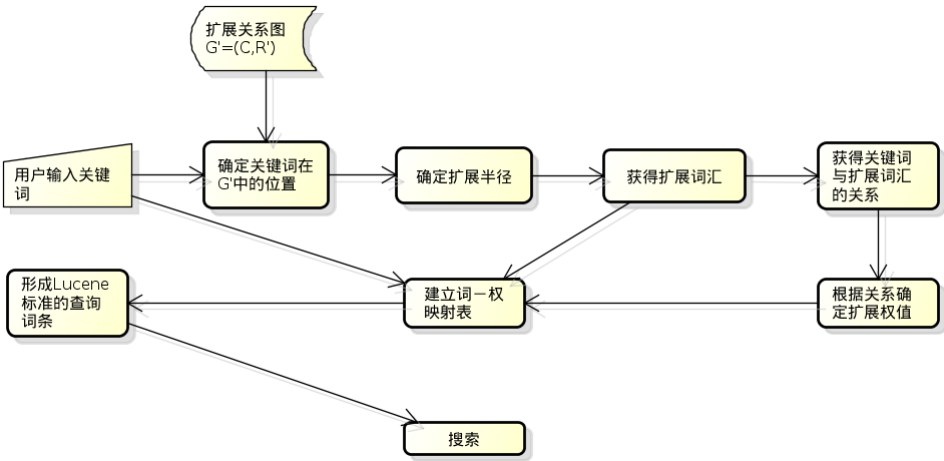 扩展关系图
G'=(C,R')
用户输入关键
词
确定关键词在
G'中的位置
确定扩展半径
获得扩展词汇
获得关键词
与扩展词汇
的关系
形成Lucene
标准的查询
词条
建立词－权
映射表
根据关系确
定扩展权值
搜索